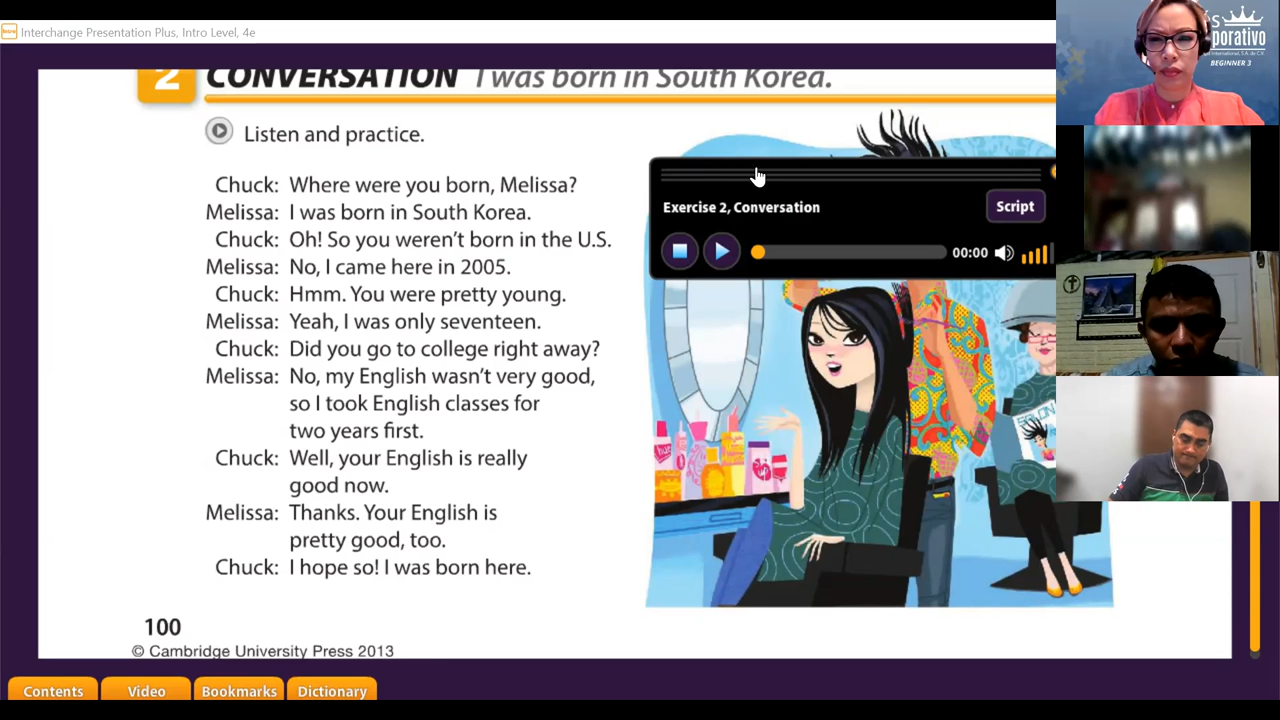 Interchange Presentation Plus, Intro Level, 4e
2 CONVERSATION I was born in South Korea.
Listen and practice.
Chuck: Where were you born, Melissa?
Melissa: I was born in South Korea.
Chuck: Oh! So you weren't born in the U.S.
Melissa: No, I came here in 2005.
Chuck: Hmm. You were pretty young.
Melissa: Yeah, I was only seventeen.
Chuck: Did you go to college right away?
Melissa: No, my English wasn't very good,
so I took English classes for
two years first.
Chuck: Well, your English is really
good now.
Melissa: Thanks. Your English is
pretty good, too.
Chuck: I hope so! I was born here.
100
© Cambridge University Press 2013
Exercise 2, Conversation
Script
00:00
Contents
Video
Bookmarks
Dictionary
porativo
BEGINNER 3